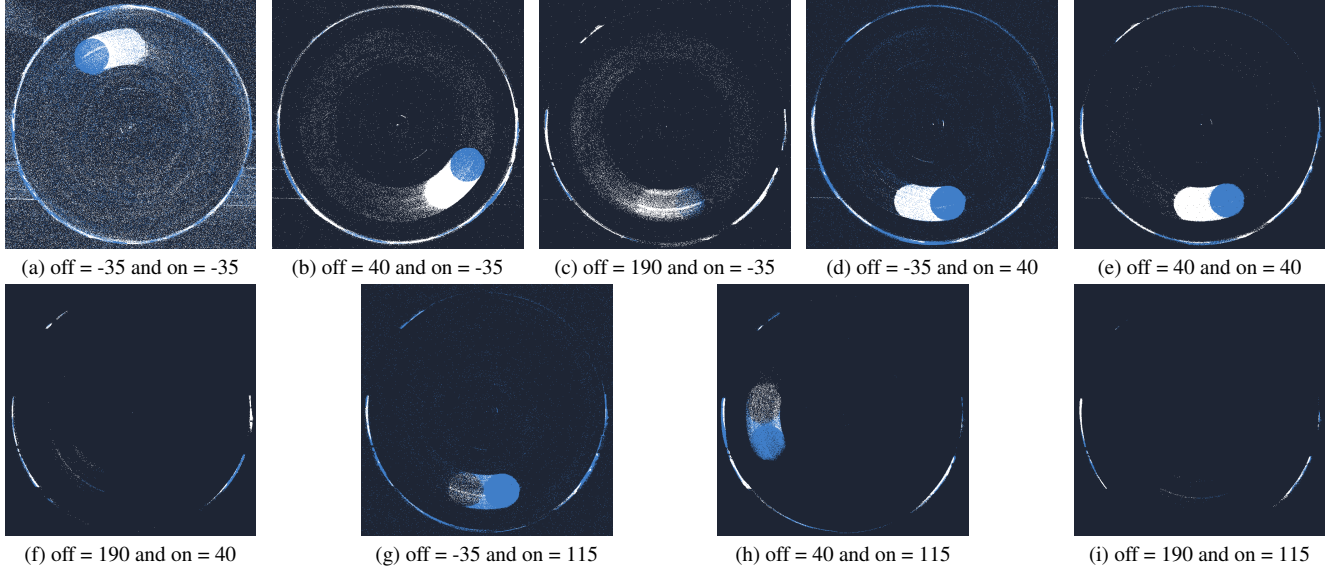 (a) off = -35 and on = -35
(b) off = 40 and on = -35
(c) off = 190 and on = -35
(d) off = -35 and on = 40
(e) off = 40 and on = 40
(f) off = 190 and on = 40
(g) off = -35 and on = 115
(h) off = 40 and on = 115
(i) off = 190 and on = 115